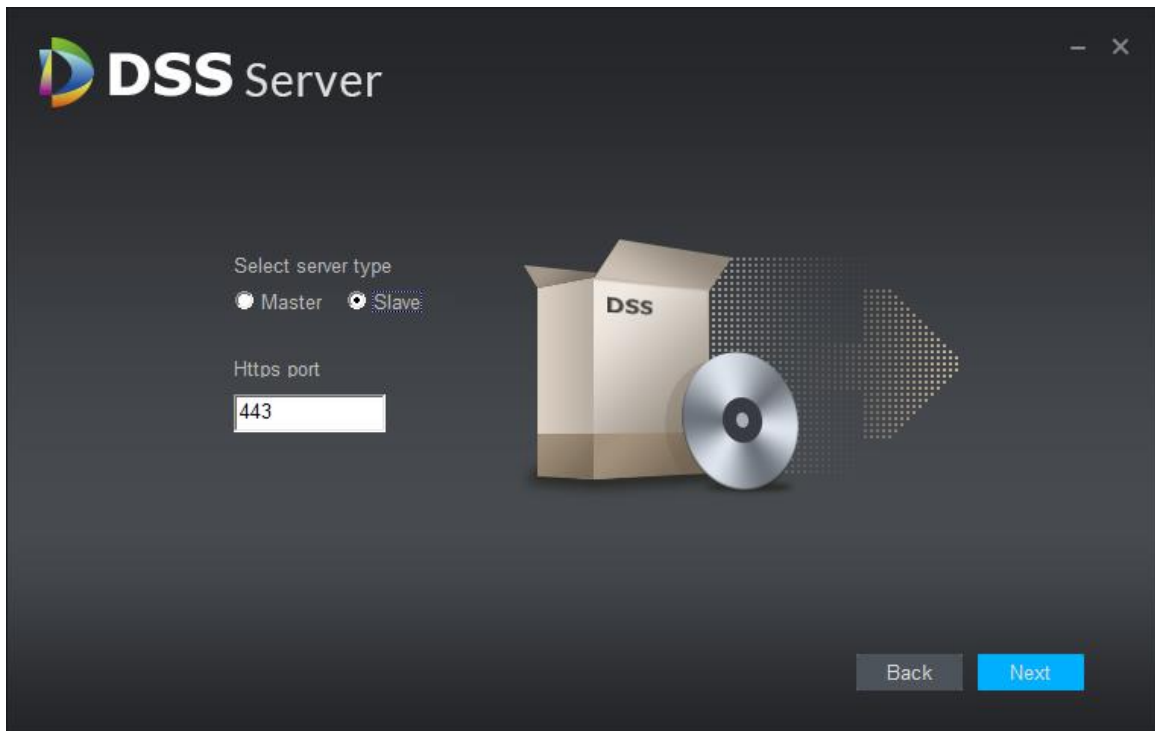 DSS Server
Select server type
Master Slave
Https port
443
DSS
Back Next